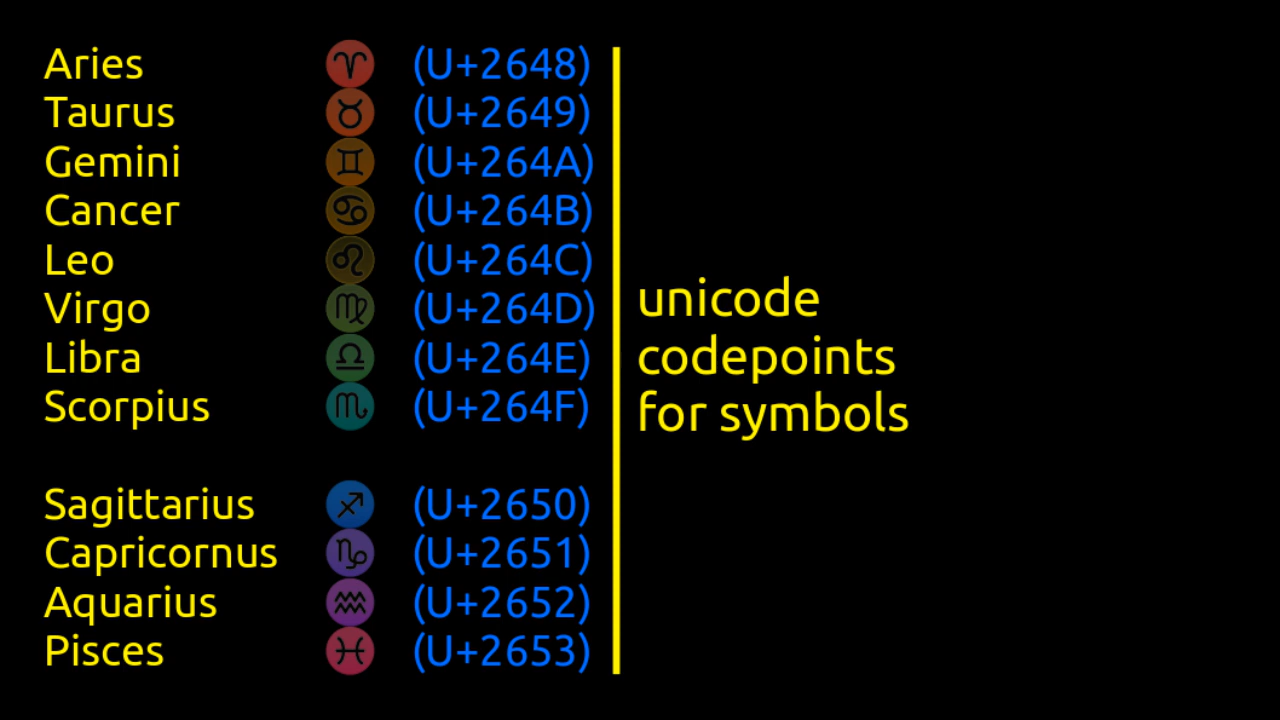 Aries ♈ (U+2648)
Taurus ♉ (U+2649)
Gemini ♊ (U+264A)
Cancer ♋ (U+264B)
Leo ♌ (U+264C)
Virgo ♍ (U+264D)
Libra ♎ (U+264E)
Scorpius ♏ (U+264F)
Sagittarius ♐ (U+2650)
Capricornus ♑ (U+2651)
Aquarius ♒ (U+2652)
Pisces ♓ (U+2653)
unicode
codepoints
for symbols